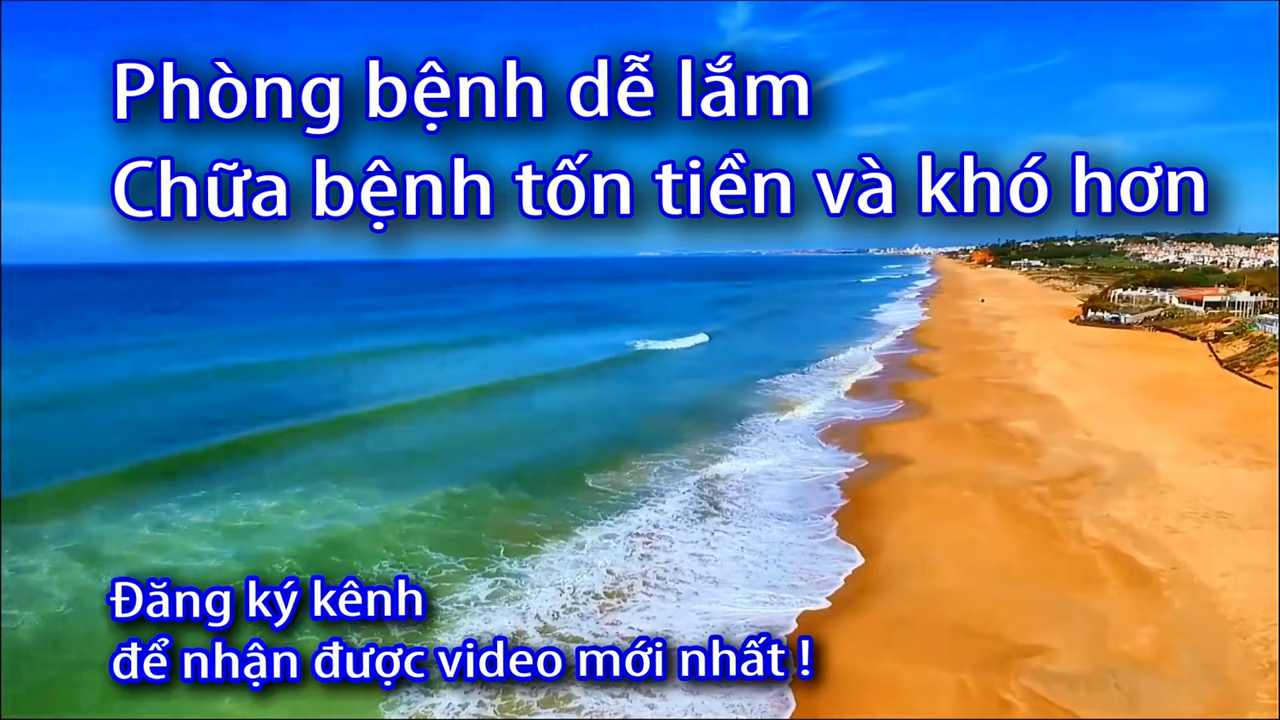 Phòng bệnh dễ lắm
Chữa bệnh tốn tiền và khó hơn
Đăng ký kênh
để nhận được video mới nhất !